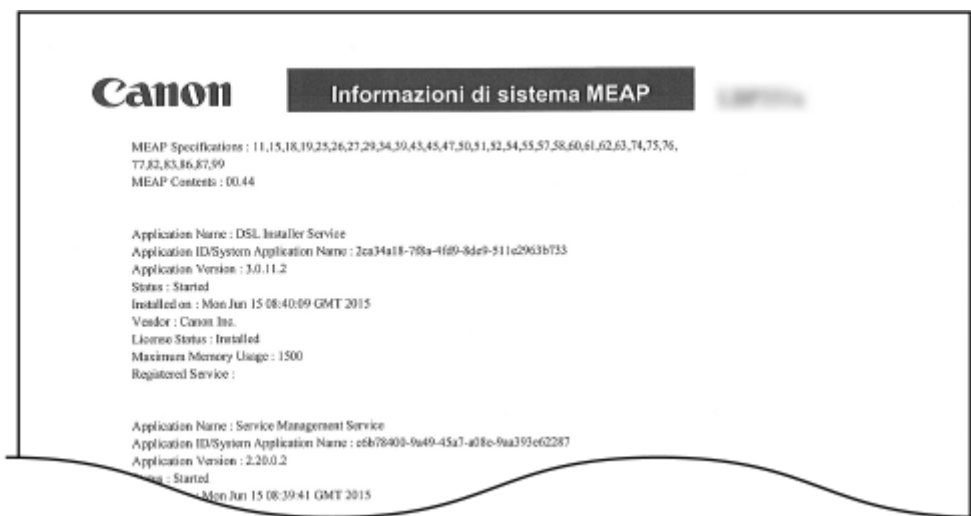 Canon
Informazioni di sistema MEAP
MEAP Specifications : 11,15,18,19,25,26,27,29,34,39,43,45,47,50,51,52,54,55,57,58,60,61,62,63,74,75,76,
77,82,83,86,87,99
MEAP Contents : 00.44
Application Name : DSL Installer Service
Application ID/System Application Name : 2ca34a18-7f8a-4fd9-8de9-511e2963b733
Application Version : 3.0.11.2
Status : Started
Installed on : Mon Jun 15 08:40:09 GMT 2015
Vendor : Canon Inc.
License Status : Installed
Maximum Memory Usage : 1500
Registered Service :
Application Name : Service Management Service
Application ID/System Application Name : e6b78400-9a49-45a7-a08e-9aa393e62287
Application Version : 2.20.0.2
: Started
: Mon Jun 15 08:39:41 GMT 2015